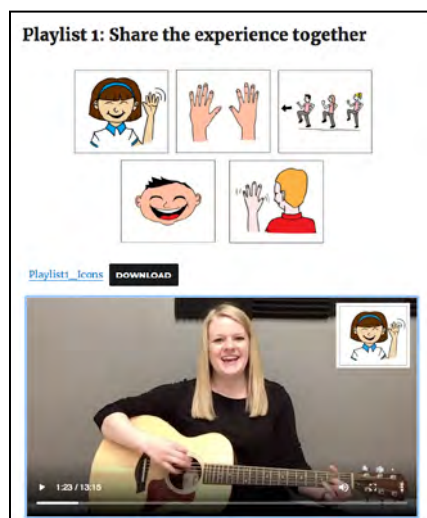 Playlist 1: Share the experience together
Playlist1_Icons DOWNLOAD
1:23 / 13:15